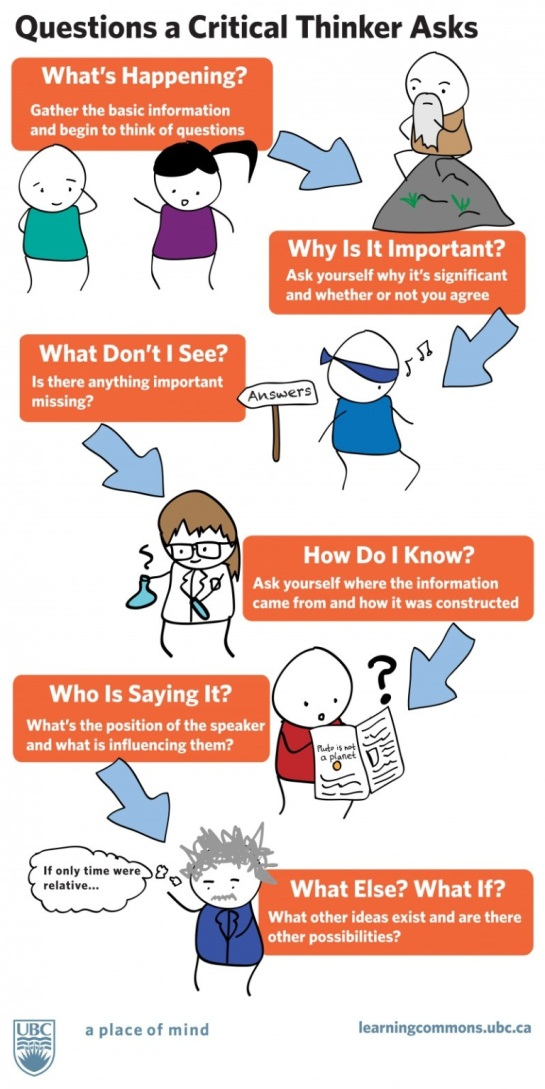 Questions a Critical Thinker Asks
What's Happening?
Gather the basic information
and begin to think of questions
Why Is It Important?
Ask yourself why it's significant
and whether or not you agree
What Don't I See?
Is there anything important
missing?
Answers
How Do I Know?
Ask yourself where the information
came from and how it was constructed
Who Is Saying It?
What's the position of the speaker
and what is influencing them?
?
Pluto is not
a planet
If only time were
relative...
What Else? What If?
What other ideas exist and are there
other possibilities?
UBC
a place of mind
learningcommons.ubc.ca